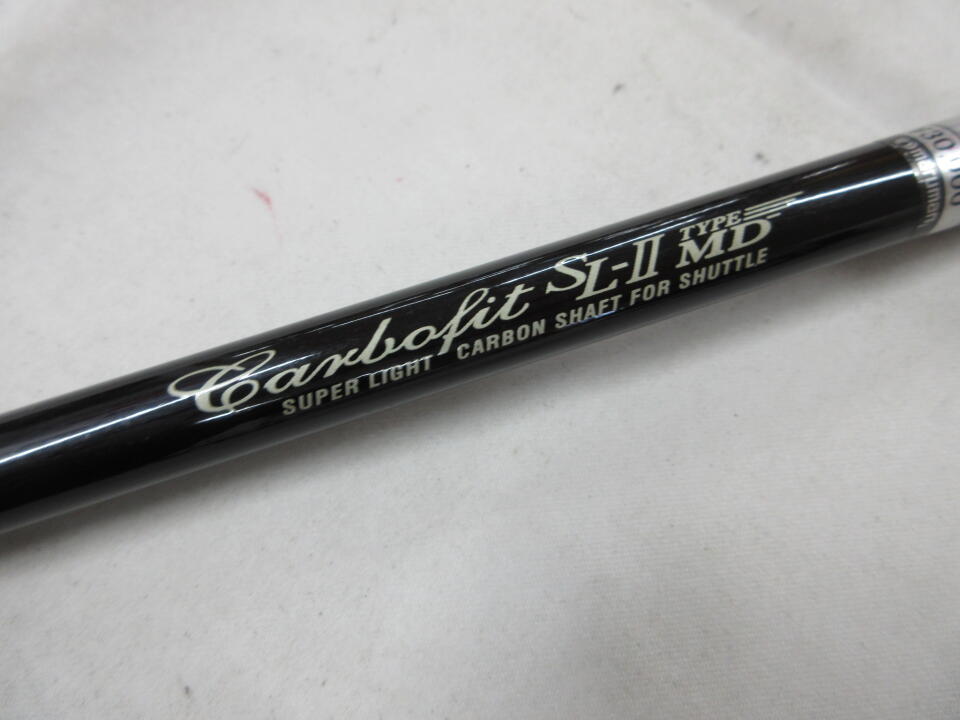 Carbofit SL-II TYPE MD
SUPER LIGHT CARBON SHAFT FOR SHUTTLE